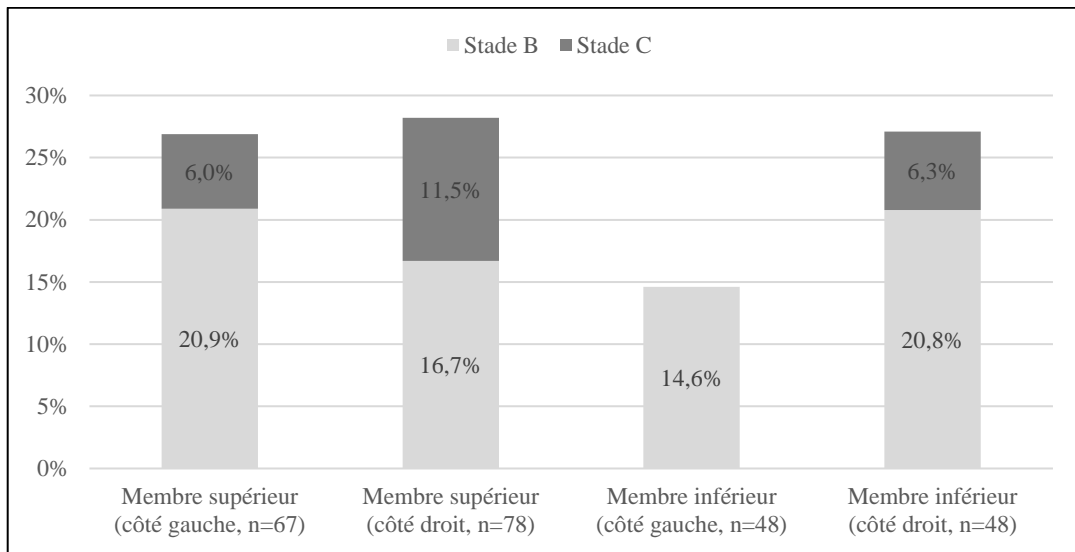 Stade B Stade C
30%
25%
20%
15%
10%
5%
0%
6,0%
20,9%
11,5%
16,7%
14,6%
6,3%
20,8%
Membre supérieur
(côté gauche, n=67)
Membre supérieur
(côté droit, n=78)
Membre inférieur
(côté gauche, n=48)
Membre inférieur
(côté droit, n=48)